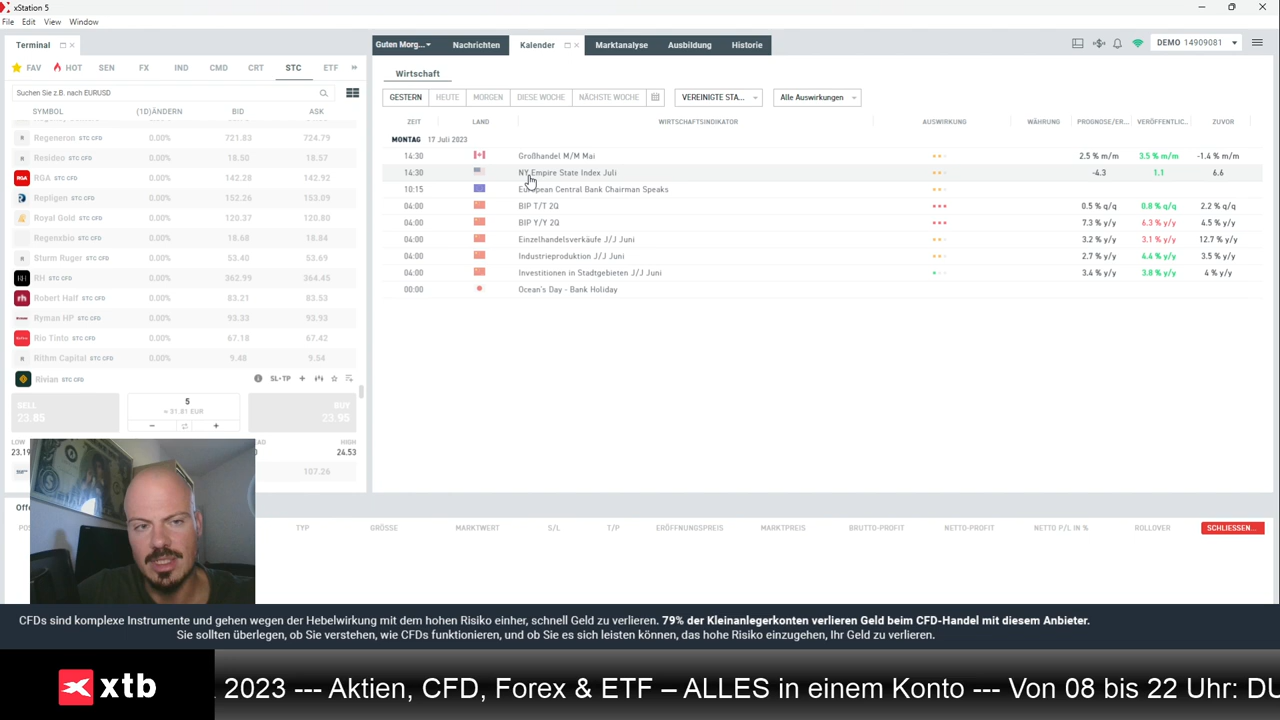 xStation 5
File Edit View Window
Terminal
FAV HOT SEN FX IND CMD CRT STC ETF
Suchen Sie z.B. nach EURUSD
SYMBOL (1D)ÄNDERN BID ASK
Regeneron STC CFD 0.00% 721.83 724.79
Resideo STC CFD 0.00% 18.50 18.57
RGA STC CFD 0.00% 142.28 142.92
Repligen STC CFD 0.00% 152.26 153.09
Royal Gold STC CFD 0.00% 120.37 120.80
Regenxbio STC CFD 0.00% 18.68 18.84
Sturm Ruger STC CFD 0.00% 53.40 53.69
RH STC CFD 0.00% 362.99 364.45
Robert Half STC CFD 0.00% 83.21 83.53
Ryman HP STC CFD 0.00% 93.33 93.93
Rio Tinto STC CFD 0.00% 67.18 67.42
Rithm Capital STC CFD 0.00% 9.48 9.54
Rivian STC CFD SL-TP
SELL 5 BUY
23.85 ≈ 31.81 EUR 23.95
LOW HIGH
23.19 24.53
107.26
Guten Morg... Nachrichten Kalender Marktanalyse Ausbildung Historie
DEMO 14909081
Wirtschaft
GESTERN HEUTE MORGEN DIESE WOCHE NÄCHSTE WOCHE VEREINIGTE STA... Alle Auswirkungen
ZEIT LAND WIRTSCHAFTSINDIKATOR AUSWIRKUNG WÄHRUNG PROGNOSE/ER... VERÖFFENTLIC... ZUVOR
MONTAG 17 Juli 2023
14:30 Großhandel M/M Mai 2.5 % m/m 3.5 % m/m -1.4 % m/m
14:30 NY Empire State Index Juli -4.3 1.1 6.6
10:15 European Central Bank Chairman Speaks
04:00 BIP T/T 2Q 0.5 % q/q 0.8 % q/q 2.2 % q/q
04:00 BIP Y/Y 2Q 7.3 % y/y 6.3 % y/y 4.5 % y/y
04:00 Einzelhandelsverkäufe J/J Juni 3.2 % y/y 3.1 % y/y 12.7 % y/y
04:00 Industrieproduktion J/J Juni 2.7 % y/y 4.4 % y/y 3.5 % y/y
04:00 Investitionen in Stadtgebieten J/J Juni 3.4 % y/y 3.8 % y/y 4 % y/y
00:00 Ocean's Day - Bank Holiday
TYP GRÖSSE MARKTWERT S/L T/P ERÖFFNUNGSPREIS MARKTPREIS BRUTTO-PROFIT NETTO-PROFIT NETTO P/L IN % ROLLOVER SCHLIESSEN...
CFDs sind komplexe Instrumente und gehen wegen der Hebelwirkung mit dem hohen Risiko einher, schnell Geld zu verlieren. 79% der Kleinanlegerkonten verlieren Geld beim CFD-Handel mit diesem Anbieter.
Sie sollten überlegen, ob Sie verstehen, wie CFDs funktionieren, und ob Sie es sich leisten können, das hohe Risiko einzugehen, Ihr Geld zu verlieren.
xtb 2023 --- Aktien, CFD, Forex & ETF – ALLES in einem Konto --- Von 08 bis 22 Uhr: DU